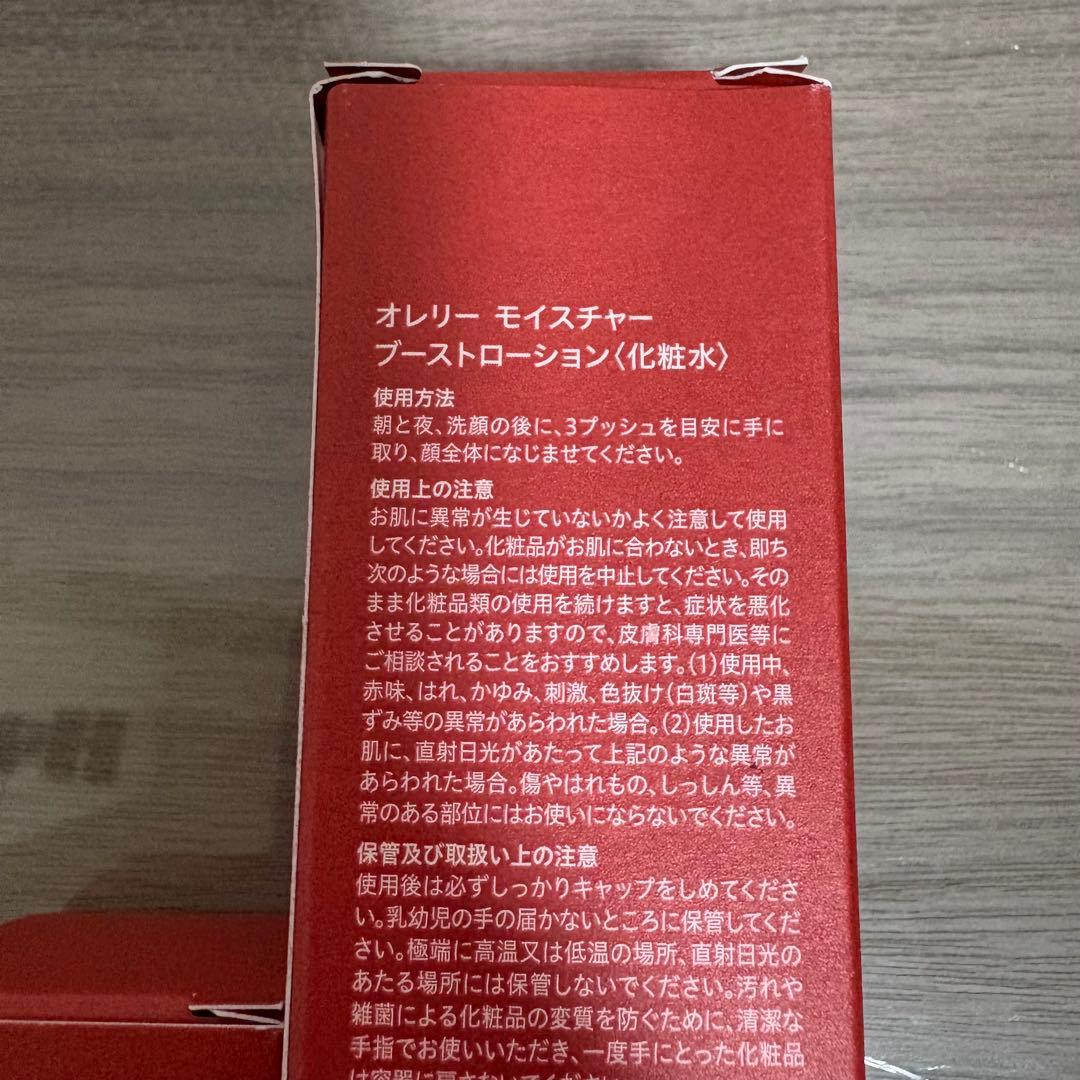 オレリー モイスチャー
ブーストローション〈化粧水〉
使用方法
朝と夜、洗顔の後に、3プッシュを目安に手に
取り、顔全体になじませてください。
使用上の注意
お肌に異常が生じていないかよく注意して使用
してください。化粧品がお肌に合わないとき、即ち
次のような場合には使用を中止してください。その
まま化粧品類の使用を続けますと、症状を悪化
させることがありますので、皮膚科専門医等に
ご相談されることをおすすめします。(1)使用中、
赤味、はれ、かゆみ、刺激、色抜け(白斑等)や黒
ずみ等の異常があらわれた場合。(2)使用したお
肌に、直射日光があたって上記のような異常が
あらわれた場合。傷やはれもの、しっしん等、異
常のある部位にはお使いにならないでください。
保管及び取扱い上の注意
使用後は必ずしっかりキャップをしめてくださ
い。乳幼児の手の届かないところに保管してくだ
さい。極端に高温又は低温の場所、直射日光の
あたる場所には保管しないでください。汚れや
雑菌による化粧品の変質を防ぐために、清潔な
手指でお使いいただき、一度手にとった化粧品
は容器に戻さないでください。